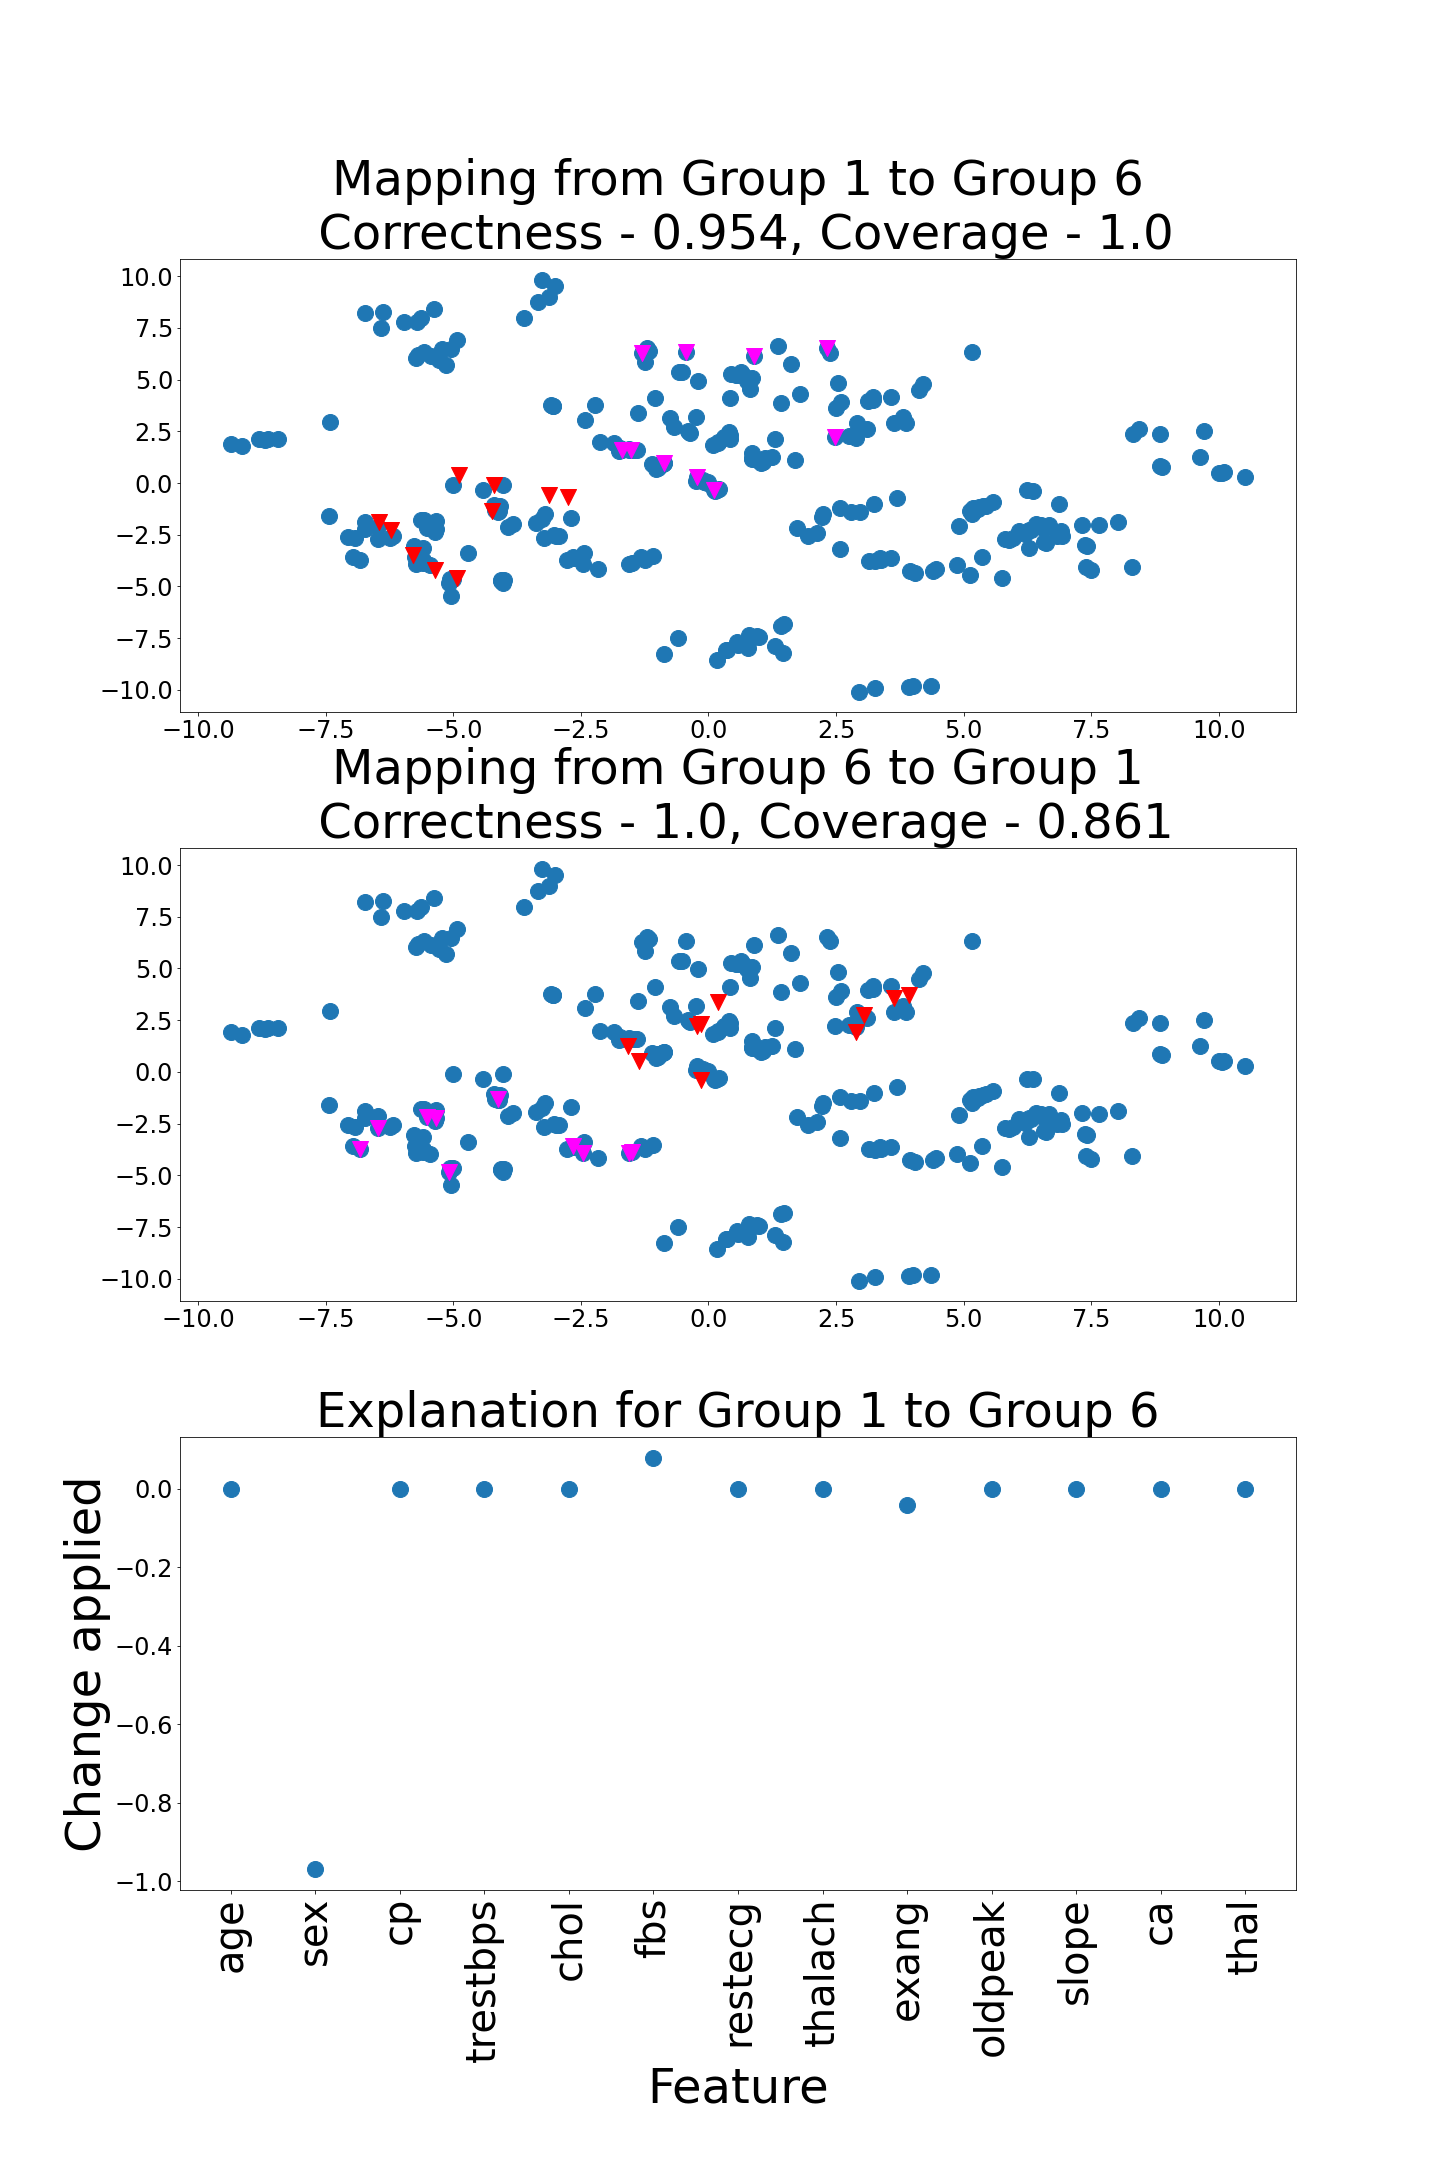 Mapping from Group 1 to Group 6
Correctness - 0.954, Coverage - 1.0
10.0
7.5
5.0
2.5
0.0
−2.5
−5.0
−7.5
−10.0
−10.0 −7.5 −5.0 −2.5 0.0 2.5 5.0 7.5 10.0
Mapping from Group 6 to Group 1
Correctness - 1.0, Coverage - 0.861
10.0
7.5
5.0
2.5
0.0
−2.5
−5.0
−7.5
−10.0
−10.0 −7.5 −5.0 −2.5 0.0 2.5 5.0 7.5 10.0
Explanation for Group 1 to Group 6
Change applied
0.0
−0.2
−0.4
−0.6
−0.8
−1.0
age sex cp trestbps chol fbs restecg thalach exang oldpeak slope ca thal
Feature